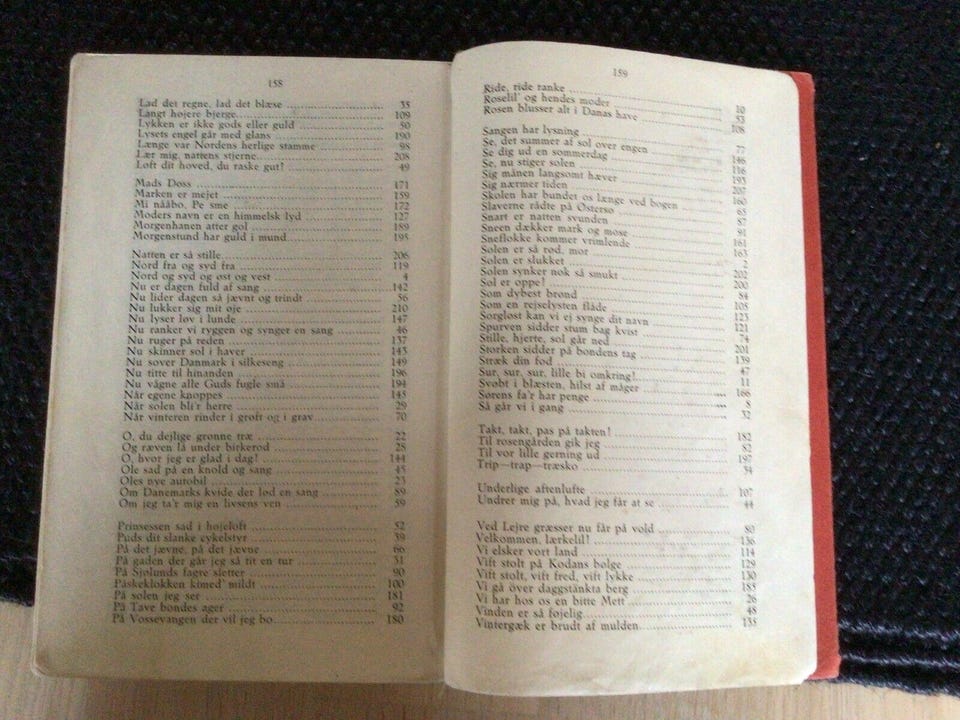 158
Lad det regne, lad det blæse ........ 35
Langt højere bjerge ........ 109
Lykken er ikke gods eller guld ........ 50
Lysets engel går med glans ........ 190
Længe var Nordens herlige stamme ........ 98
Lær mig, nattens stjerne ........ 208
Løft dit hoved, du raske gut! ........ 49
Mads Doss ........ 171
Marken er mejet ........ 159
Mi nååbo, Pe sme ........ 172
Moders navn er en himmelsk lyd ........ 127
Morgenhanen atter gol ........ 189
Morgenstund har guld i mund ........ 195
Natten er så stille ........ 206
Nord fra og syd fra ........ 119
Nord og syd og øst og vest ........ 4
Nu er dagen fuld af sang ........ 142
Nu lider dagen så jævnt og trindt ........ 56
Nu lukker sig mit øje ........ 210
Nu lyser løv i lunde ........ 147
Nu ranker vi ryggen og synger en sang ........ 46
Nu ruger på reden ........ 137
Nu skinner sol i haver ........ 143
Nu sover Danmark i silkeseng ........ 149
Nu titte til hinanden ........ 196
Nu vågne alle Guds fugle små ........ 194
Når egene knoppes ........ 145
Når solen bli'r herre ........ 29
Når vinteren rinder i grøft og i grav ........ 70
O, du dejlige grønne træ ........ 22
Og ræven lå under birkerod ........ 28
O, hvor jeg er glad i dag! ........ 144
Ole sad på en knold og sang ........ 45
Oles nye autobil ........ 23
Om Danemarks kvide der lød en sang ........ 89
Om jeg ta'r mig en livsens ven ........ 59
Prinsessen sad i højeloft ........ 52
Puds dit slanke cykelstyr ........ 39
På det jævne, på det jævne ........ 66
På gaden der går jeg så tit en tur ........ 51
På Sjølunds fagre sletter ........ 90
Påskeklokken kimed' mildt ........ 100
På solen jeg ser ........ 181
På Tave bondes ager ........ 92
På Vossevangen der vil jeg bo ........ 180
159
Ride, ride ranke ........ 10
Roselil' og hendes moder ........ 53
Rosen blusser alt i Danas have ........ 108
Sangen har lysning ........ 77
Se, det summer af sol over engen ........ 146
Se dig ud en sommerdag ........ 116
Se, nu stiger solen ........ 193
Sig månen langsomt hæver ........ 207
Sig nærmer tiden ........ 160
Skolen har bundet os længe ved bogen ........ 65
Slaverne rådte på Østersø ........ 87
Snart er natten svunden ........ 91
Sneen dækker mark og mose ........ 161
Sneflokke kommer vrimlende ........ 163
Solen er så rød, mor ........ 2
Solen er slukket ........ 202
Solen synker nok så smukt ........ 200
Sol er oppe! ........ 84
Som dybest brønd ........ 105
Som en rejselysten flåde ........ 123
Sorgløst kan vi ej synge dit navn ........ 121
Spurven sidder stum bag kvist ........ 74
Stille, hjerte, sol går ned ........ 201
Storken sidder på bondens tag ........ 139
Stræk din fod ........ 47
Sur, sur, sur, lille bi omkring! ........ 11
Svøbt i blæsten, hilst af måger ........ 166
Sørens fa'r har penge ........ 8
Så går vi i gang ........ 32
Takt, takt, pas på takten! ........ 182
Til rosengården gik jeg ........ 82
Til vor lille gerning ud ........ 197
Trip—trap—træsko ........ 54
Underlige aftenlufte ........ 107
Undrer mig på, hvad jeg får at se ........ 44
Ved Lejre græsser nu får på vold ........ 80
Velkommen, lærkelil! ........ 136
Vi elsker vort land ........ 114
Vift stolt på Kodans bølge ........ 129
Vift stolt, vift fred, vift lykke ........ 130
Vi gå over daggstänkta berg ........ 185
Vi har hos os en bitte Mett' ........ 26
Vinden er så føjelig ........ 48
Vintergæk er brudt af mulden ........ 135